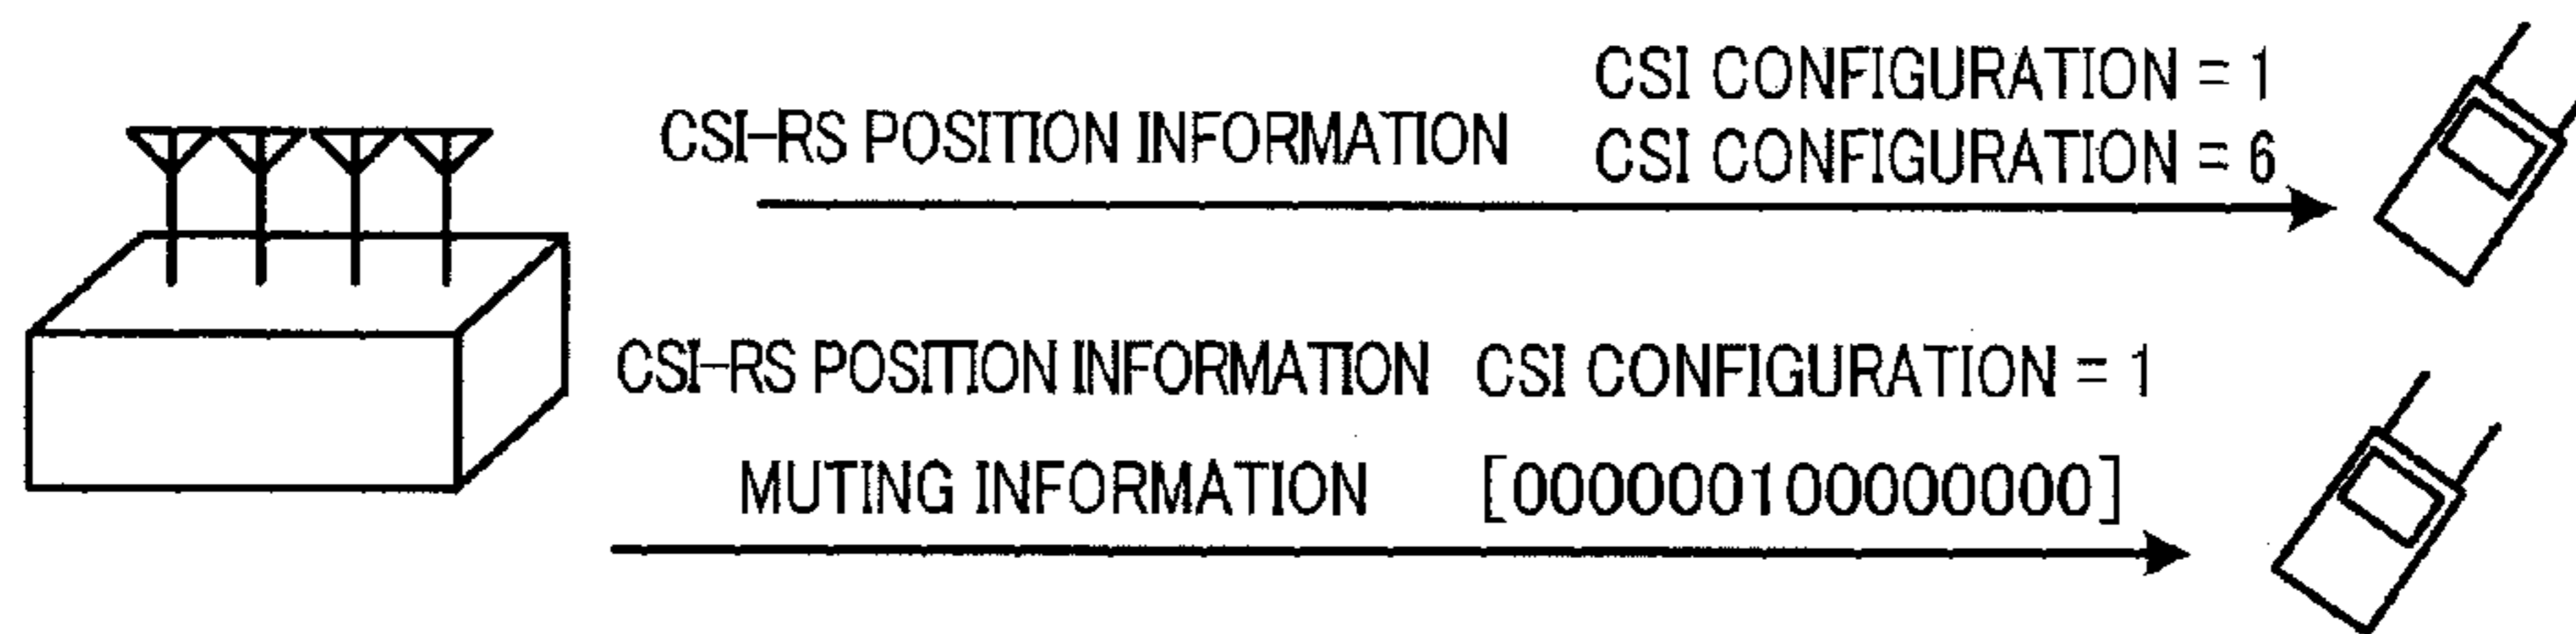 CSI-RS POSITION INFORMATION
CSI CONFIGURATION = 1
CSI CONFIGURATION = 6
CSI-RS POSITION INFORMATION CSI CONFIGURATION = 1
MUTING INFORMATION [000000100000000]